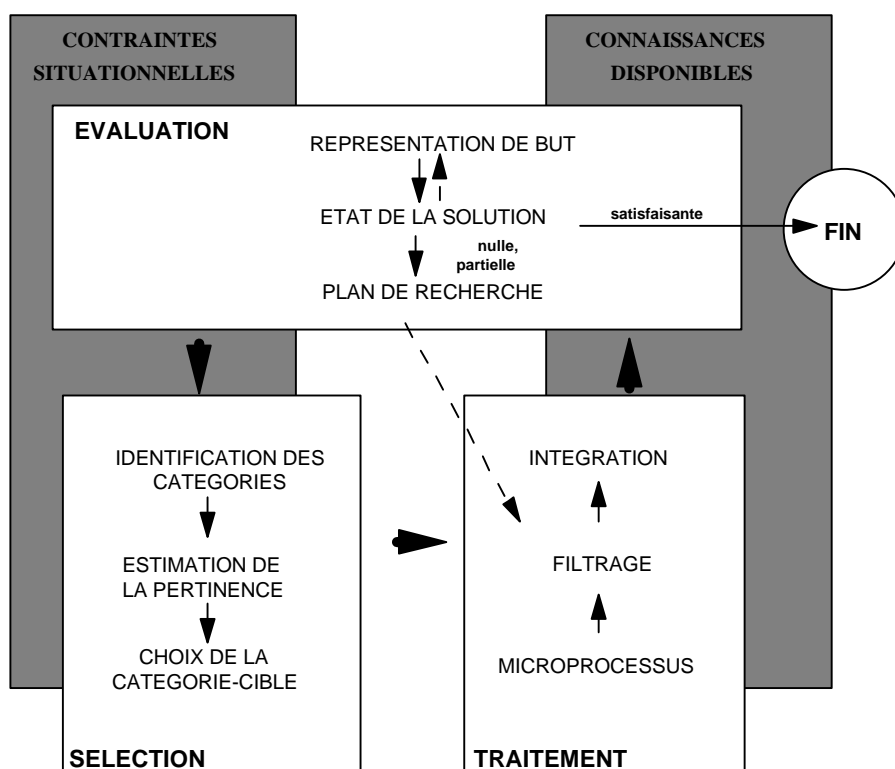 CONTRAINTES
SITUATIONNELLES
CONNAISSANCES
DISPONIBLES
EVALUATION
REPRESENTATION DE BUT
ETAT DE LA SOLUTION
satisfaisante
FIN
nulle,
partielle
PLAN DE RECHERCHE
IDENTIFICATION DES
CATEGORIES
ESTIMATION DE
LA PERTINENCE
CHOIX DE LA
CATEGORIE-CIBLE
SELECTION
INTEGRATION
FILTRAGE
MICROPROCESSUS
TRAITEMENT